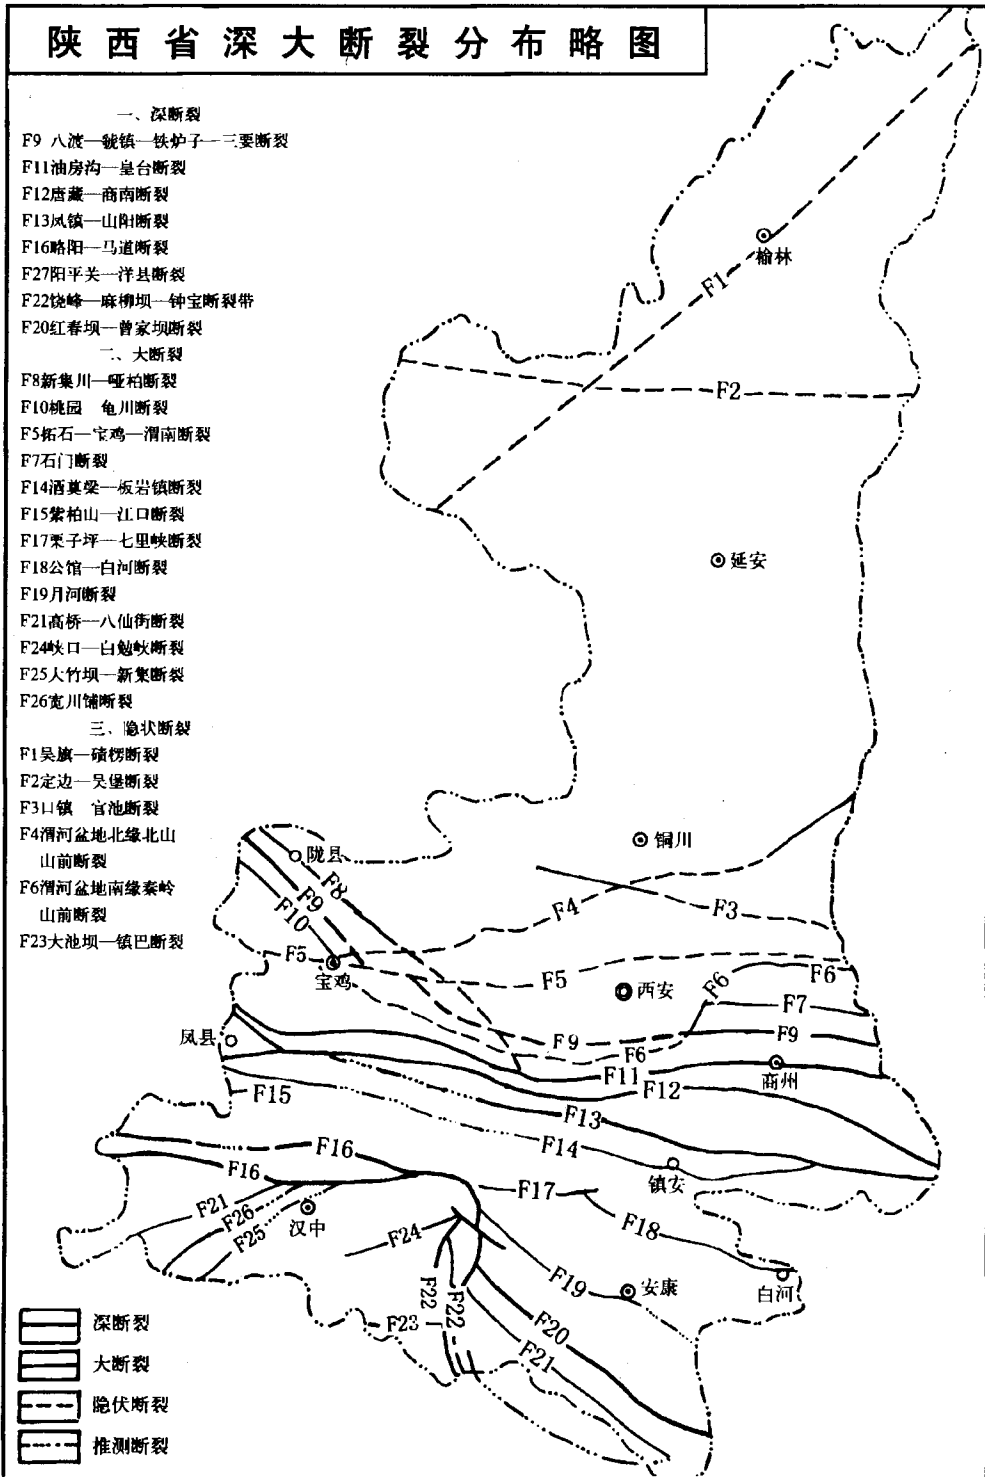 陕西省深大断裂分布略图
一、深断裂
F9 八渡—虢镇—铁炉子—三要断裂
F11油房沟—皇台断裂
F12唐藏—商南断裂
F13凤镇—山阳断裂
F16略阳—马道断裂
F27阳平关—洋县断裂
F22饶峰—麻柳坝—钟宝断裂带
F20红春坝—曾家坝断裂
二、大断裂
F8新集川—哑柏断裂
F10桃园 龟川断裂
F5拓石—宝鸡—渭南断裂
F7石门断裂
F14酒奠梁—板岩镇断裂
F15紫柏山—江口断裂
F17栗子坪—七里峡断裂
F18公馆—白河断裂
F19月河断裂
F21高桥—八仙街断裂
F24峡口—白勉峡断裂
F25大竹坝—新集断裂
F26宽川铺断裂
三、隐状断裂
F1吴旗—碛楞断裂
F2定边—吴堡断裂
F3口镇 官池断裂
F4渭河盆地北缘北山
山前断裂
F6渭河盆地南缘秦岭
山前断裂
F23大池坝—镇巴断裂
榆林
F1
F2
延安
铜川
陇县
F8
F9
F10
F4
F3
F5
宝鸡
F5
西安
F6
F6
F7
凤县
F9
F6
F9
F11
F12
商州
F15
F13
F14
F16
F16
镇安
F17
F21
F26
F25
汉中
F24
F18
F19
安康
白河
F22
F22
F23
F20
F21
深断裂
大断裂
隐伏断裂
推测断裂